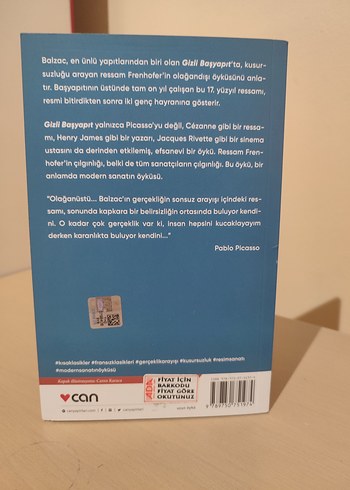 Balzac, en ünlü yapıtlarından biri olan Gizli Başyapıt'ta, kusur-
suzluğu arayan ressam Frenhofer'in olağandışı öyküsünü anla-
tır. Başyapıtının üstünde tam on yıl çalışan bu 17. yüzyıl ressamı,
resmi bitirdikten sonra iki genç hayranına gösterir.
Gizli Başyapıt yalnızca Picasso'yu değil, Cézanne gibi bir ressa-
mı, Henry James gibi bir yazarı, Jacques Rivette gibi bir sinema
ustasını da derinden etkilemiş, efsanevi bir öykü. Ressam Fren-
hofer'in çılgınlığı, belki de tüm sanatçıların çılgınlığı. Bu öykü, bir
anlamda modern sanatın öyküsü.
"Olağanüstü... Balzac'ın gerçekliğin sonsuz arayışı içindeki res-
samı, sonunda kapkara bir belirsizliğin ortasında buluyor kendi-
ni. O kadar çok gerçeklik var ki, insan hepsini kucaklayayım
derken karanlıkta buluyor kendini..."
Pablo Picasso
#kısaklasikler #fransızklasikleri #gerçeklikarayışı #kusursuzluk #resimsanatı
#modernsanatınöyküsü
can
ADA
FİYAT İÇİN
BARKODU
FİYAT GÖRE
OKUTUNUZ
9 789750 751974